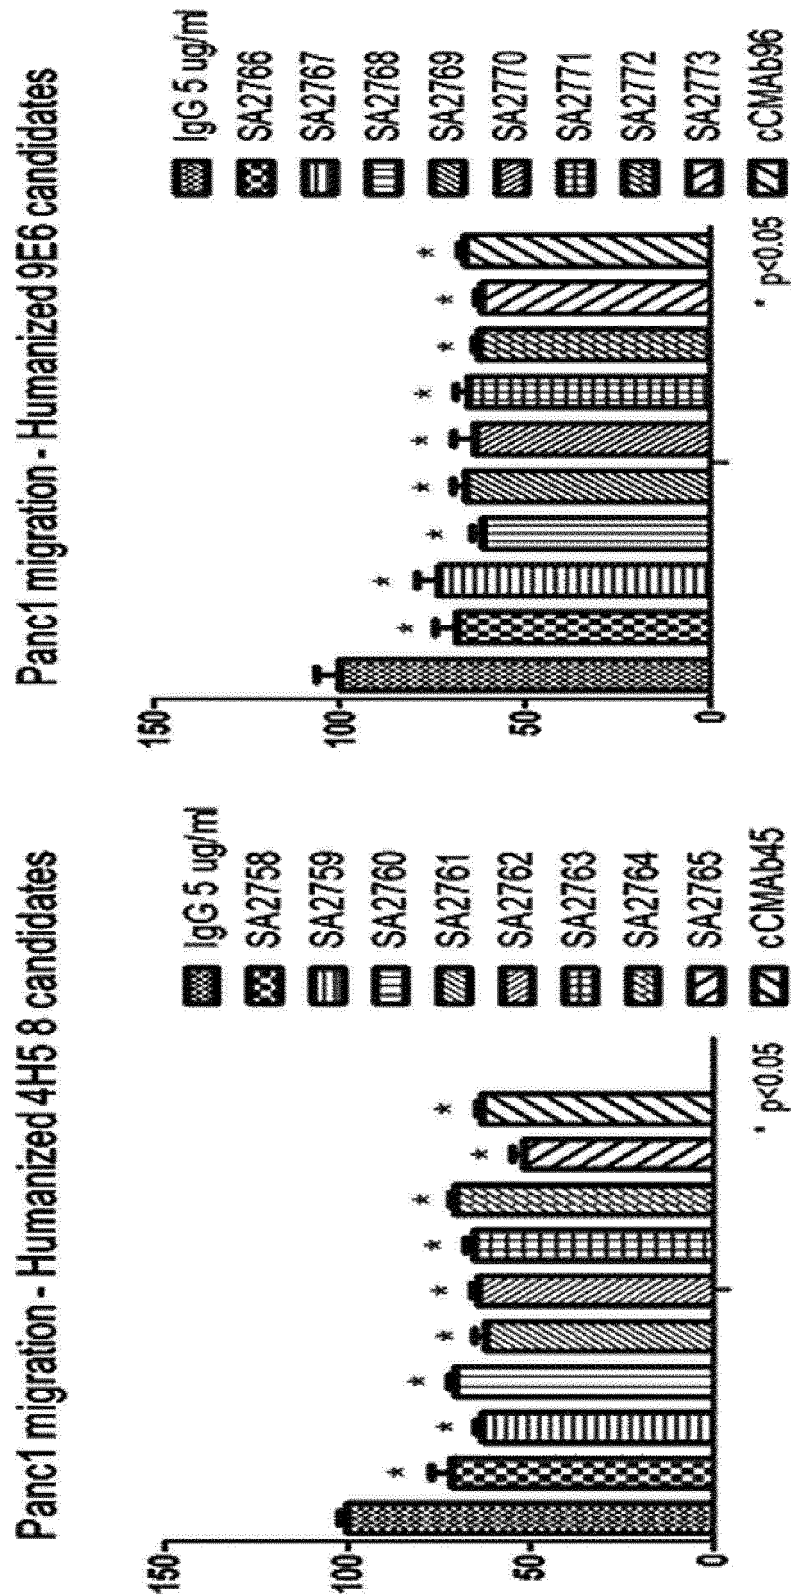 Panc1 migration - Humanized 4H5 8 candidates
150
100
50
0
*
*
*
*
*
*
*
*
*
IgG 5 ug/ml
SA2758
SA2759
SA2760
SA2761
SA2762
SA2763
SA2764
SA2765
cCMAb45
* p<0.05
Panc1 migration - Humanized 9E6 candidates
150
100
50
0
*
*
*
*
*
*
*
*
*
IgG 5 ug/ml
SA2766
SA2767
SA2768
SA2769
SA2770
SA2771
SA2772
SA2773
cCMAb96
* p<0.05